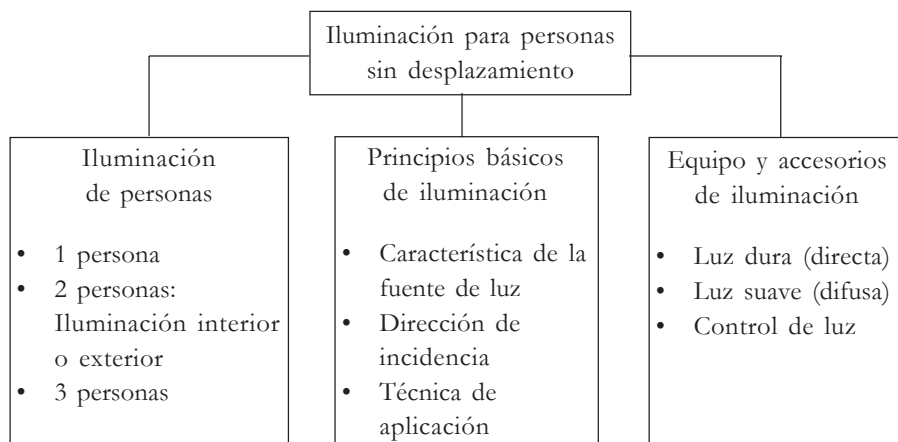 Iluminación para personas
sin desplazamiento
Iluminación
de personas
• 1 persona
• 2 personas:
Iluminación interior
o exterior
• 3 personas
Principios básicos
de iluminación
• Característica de la
fuente de luz
• Dirección de
incidencia
• Técnica de
aplicación
Equipo y accesorios
de iluminación
• Luz dura (directa)
• Luz suave (difusa)
• Control de luz